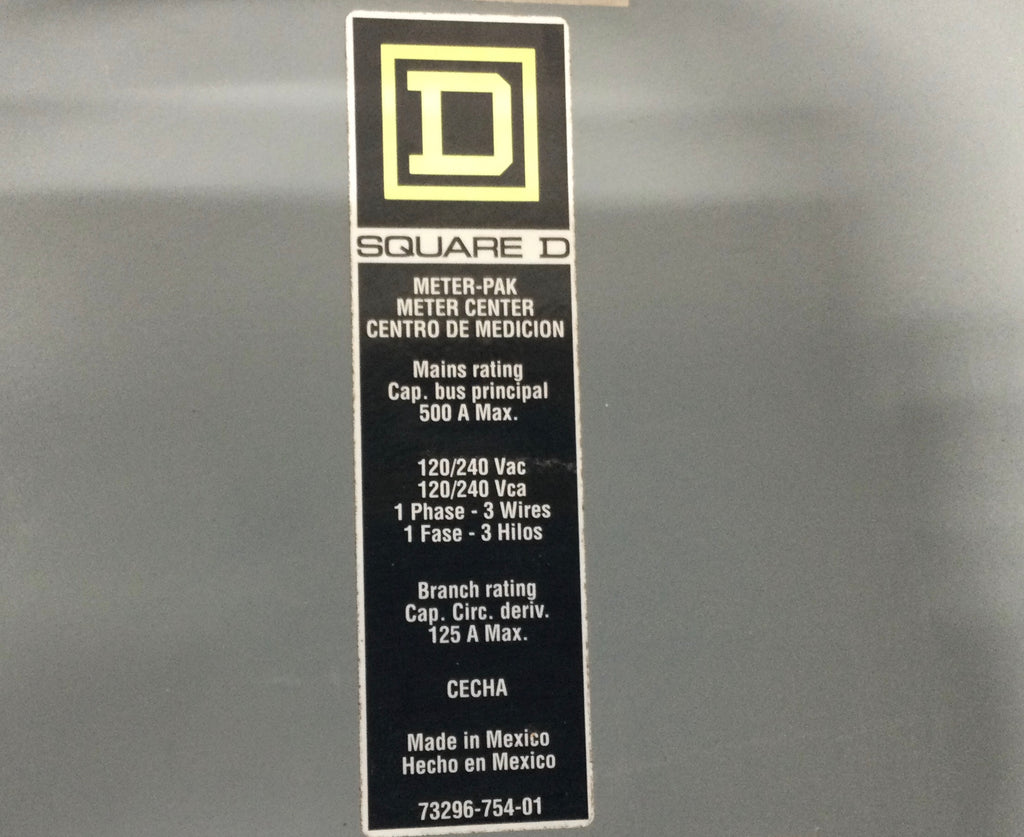 D
SQUARE D
METER-PAK
METER CENTER
CENTRO DE MEDICION
Mains rating
Cap. bus principal
500 A Max.
120/240 Vac
120/240 Vca
1 Phase - 3 Wires
1 Fase - 3 Hilos
Branch rating
Cap. Circ. deriv.
125 A Max.
CECHA
Made in Mexico
Hecho en Mexico
73296-754-01